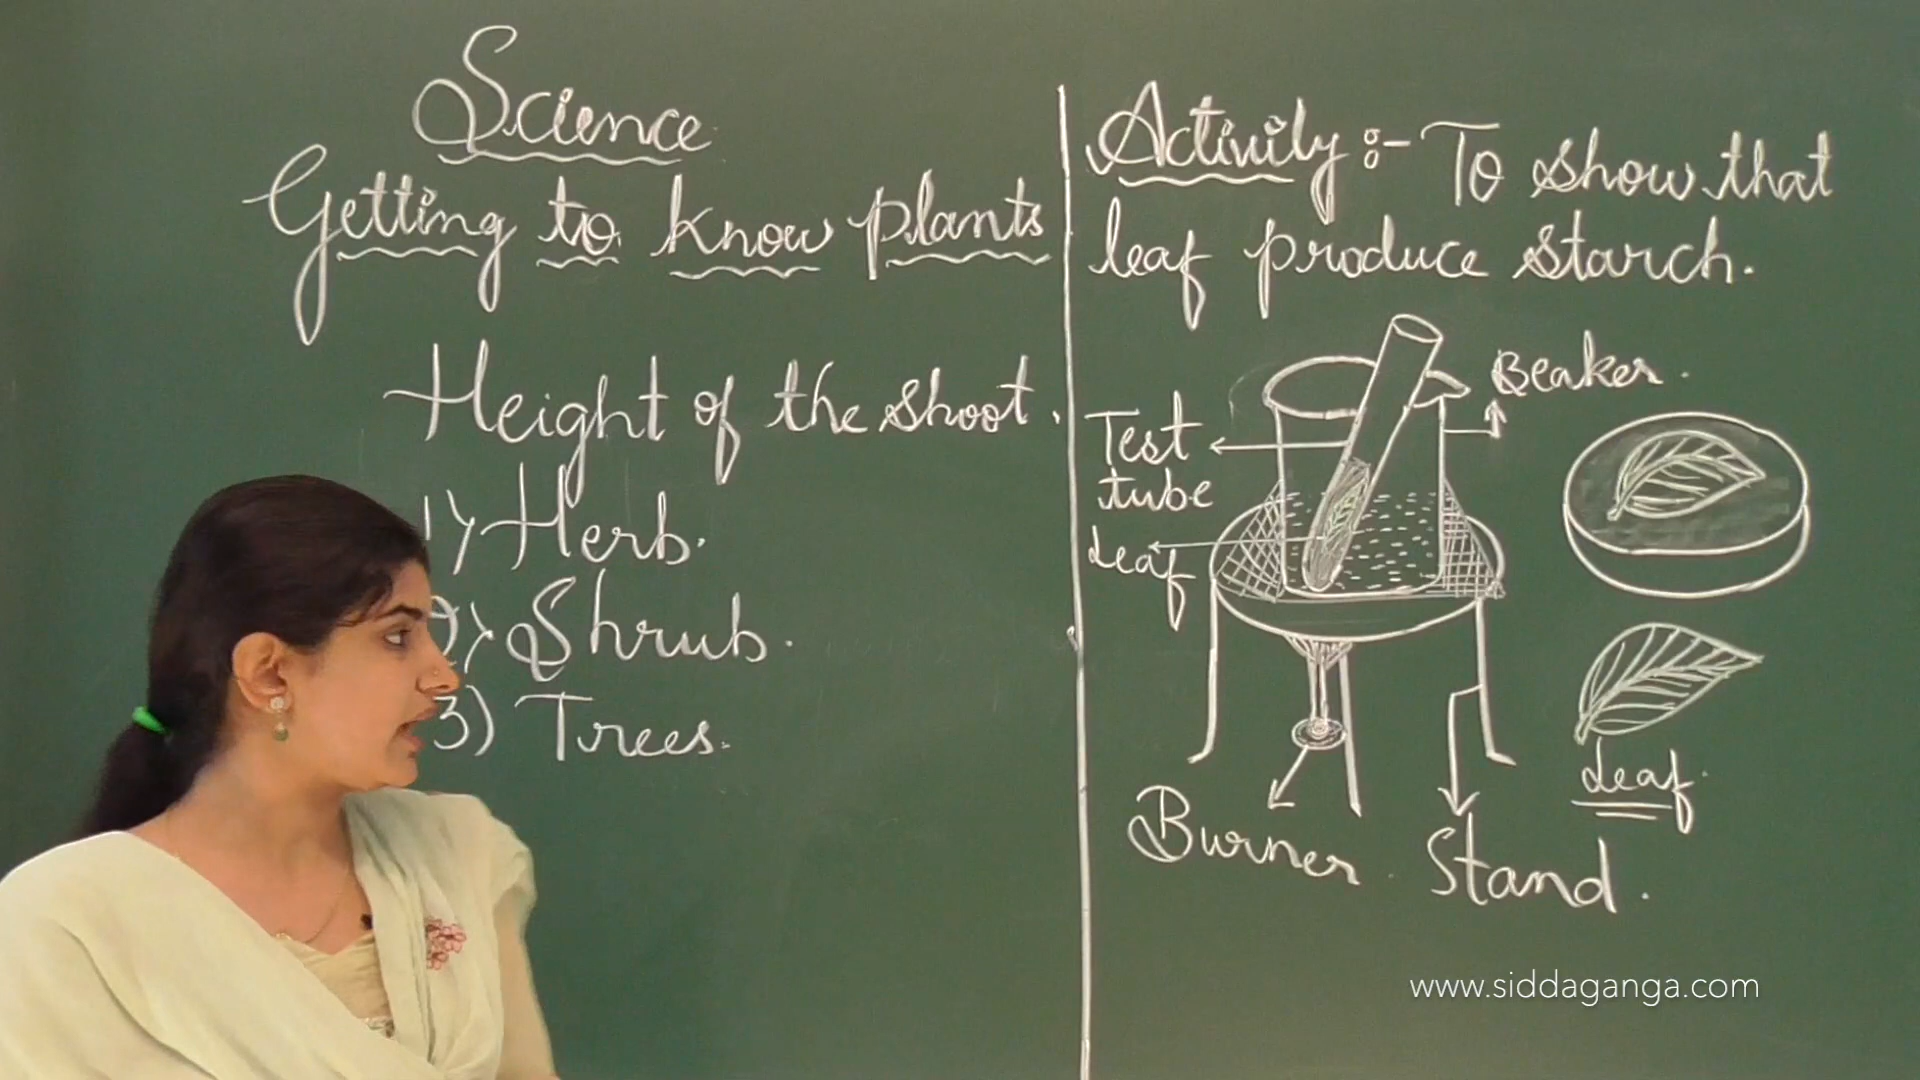 Science
Getting to know plants
Height of the shoot.
1) Herb.
2) Shrub.
3) Trees.
Activity :- To show that
leaf produce starch.
Beaker.
Test
tube
Leaf
Leaf.
Burner.
Stand.
www.siddaganga.com